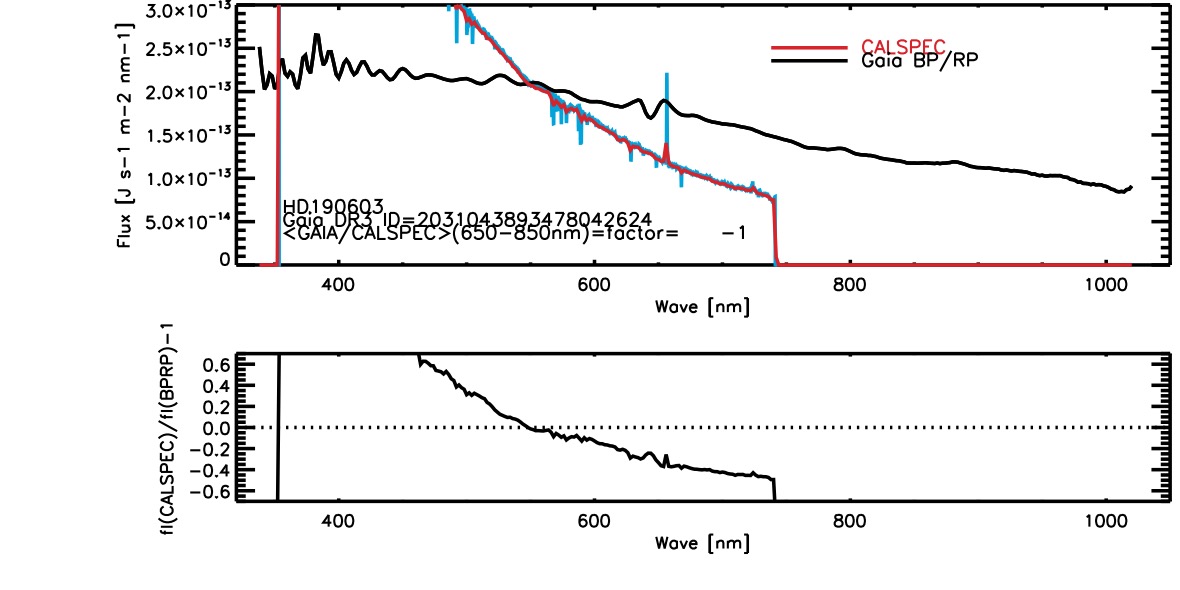 3.0×10−13
2.5×10−13
2.0×10−13
1.5×10−13
1.0×10−13
5.0×10−14
0
Flux [J s−1 m−2 nm−1]
CALSPEC
Gaia BP/RP
HD190603
Gaia DR3 ID=2031043893478042624
<GAIA/CALSPEC>(650−850nm)=factor= −1
400 600 800 1000
Wave [nm]
fl(CALSPEC)/fl(BPRP)−1
0.6
0.4
0.2
0.0
−0.2
−0.4
−0.6
400 600 800 1000
Wave [nm]